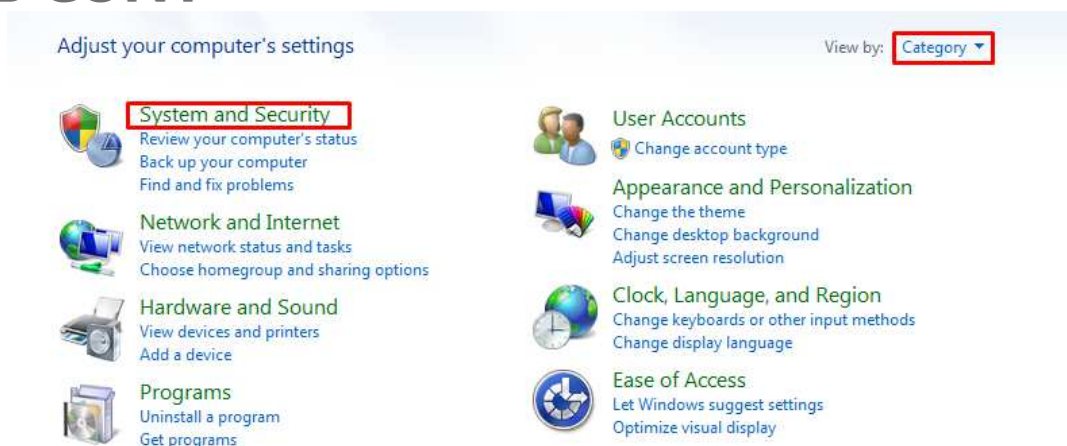 Adjust your computer's settings
View by: Category
System and Security
Review your computer's status
Back up your computer
Find and fix problems
Network and Internet
View network status and tasks
Choose homegroup and sharing options
Hardware and Sound
View devices and printers
Add a device
Programs
Uninstall a program
Get programs
User Accounts
Change account type
Appearance and Personalization
Change the theme
Change desktop background
Adjust screen resolution
Clock, Language, and Region
Change keyboards or other input methods
Change display language
Ease of Access
Let Windows suggest settings
Optimize visual display